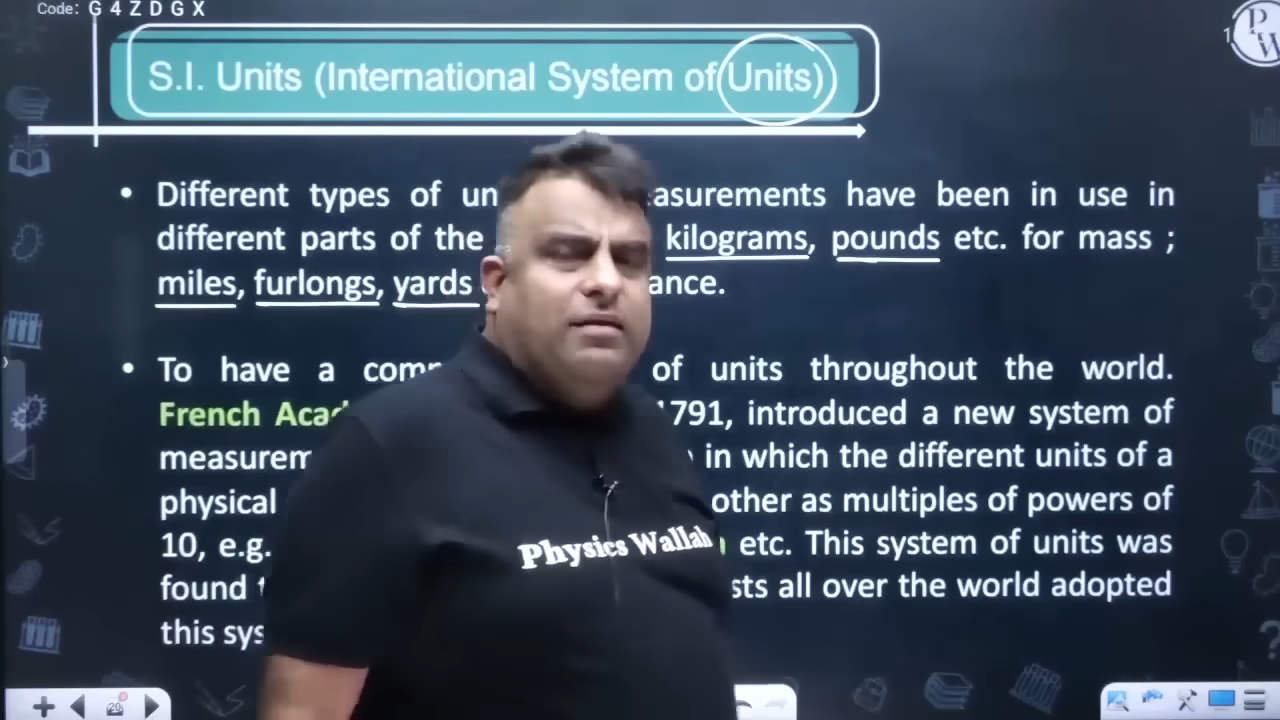 Code: G 4 Z D G X
S.I. Units (International System of Units)
• Different types of un asurements have been in use in
different parts of the kilograms, pounds etc. for mass ;
miles, furlongs, yards ance.
• To have a comm of units throughout the world.
French Acad 1791, introduced a new system of
measurem in which the different units of a
physical other as multiples of powers of
10, e.g. etc. This system of units was
found sts all over the world adopted
this sys
Physics Wallah
P
W
20